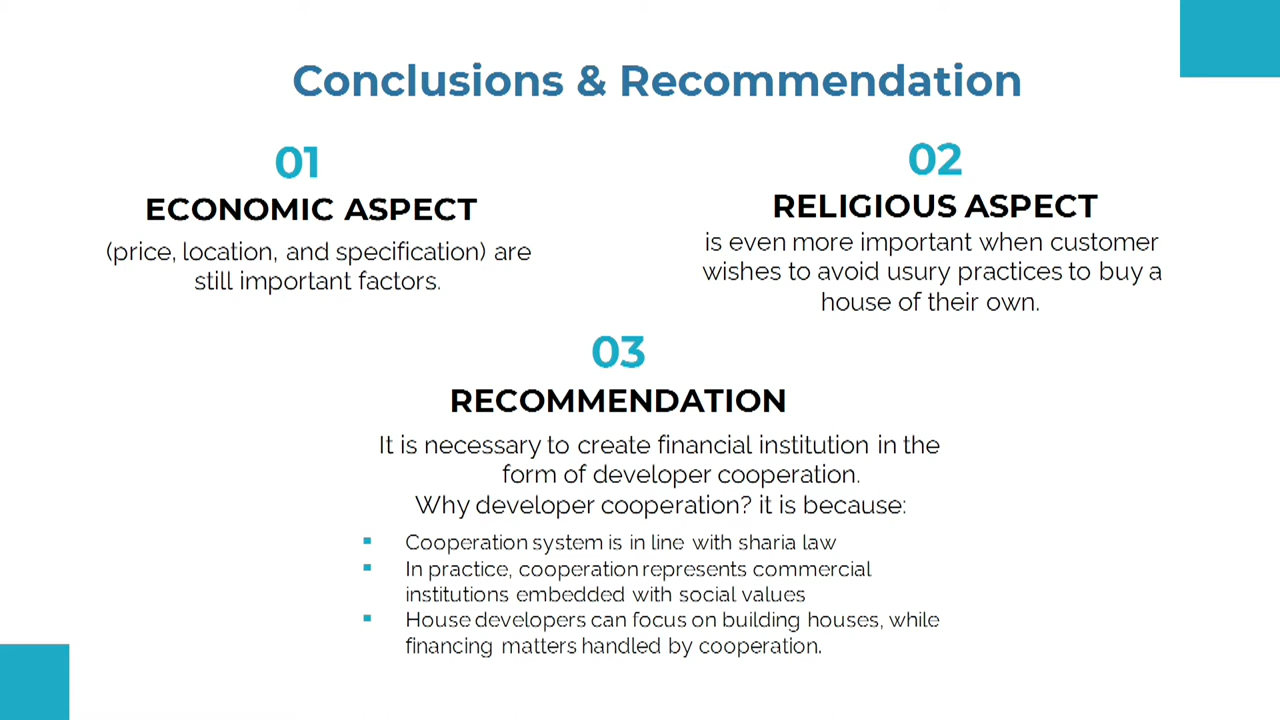 Conclusions & Recommendation
01
ECONOMIC ASPECT
(price, location, and specification) are
still important factors.
02
RELIGIOUS ASPECT
is even more important when customer
wishes to avoid usury practices to buy a
house of their own.
03
RECOMMENDATION
It is necessary to create financial institution in the
form of developer cooperation.
Why developer cooperation? it is because:
▪ Cooperation system is in line with sharia law
▪ In practice, cooperation represents commercial
institutions embedded with social values
▪ House developers can focus on building houses, while
financing matters handled by cooperation.